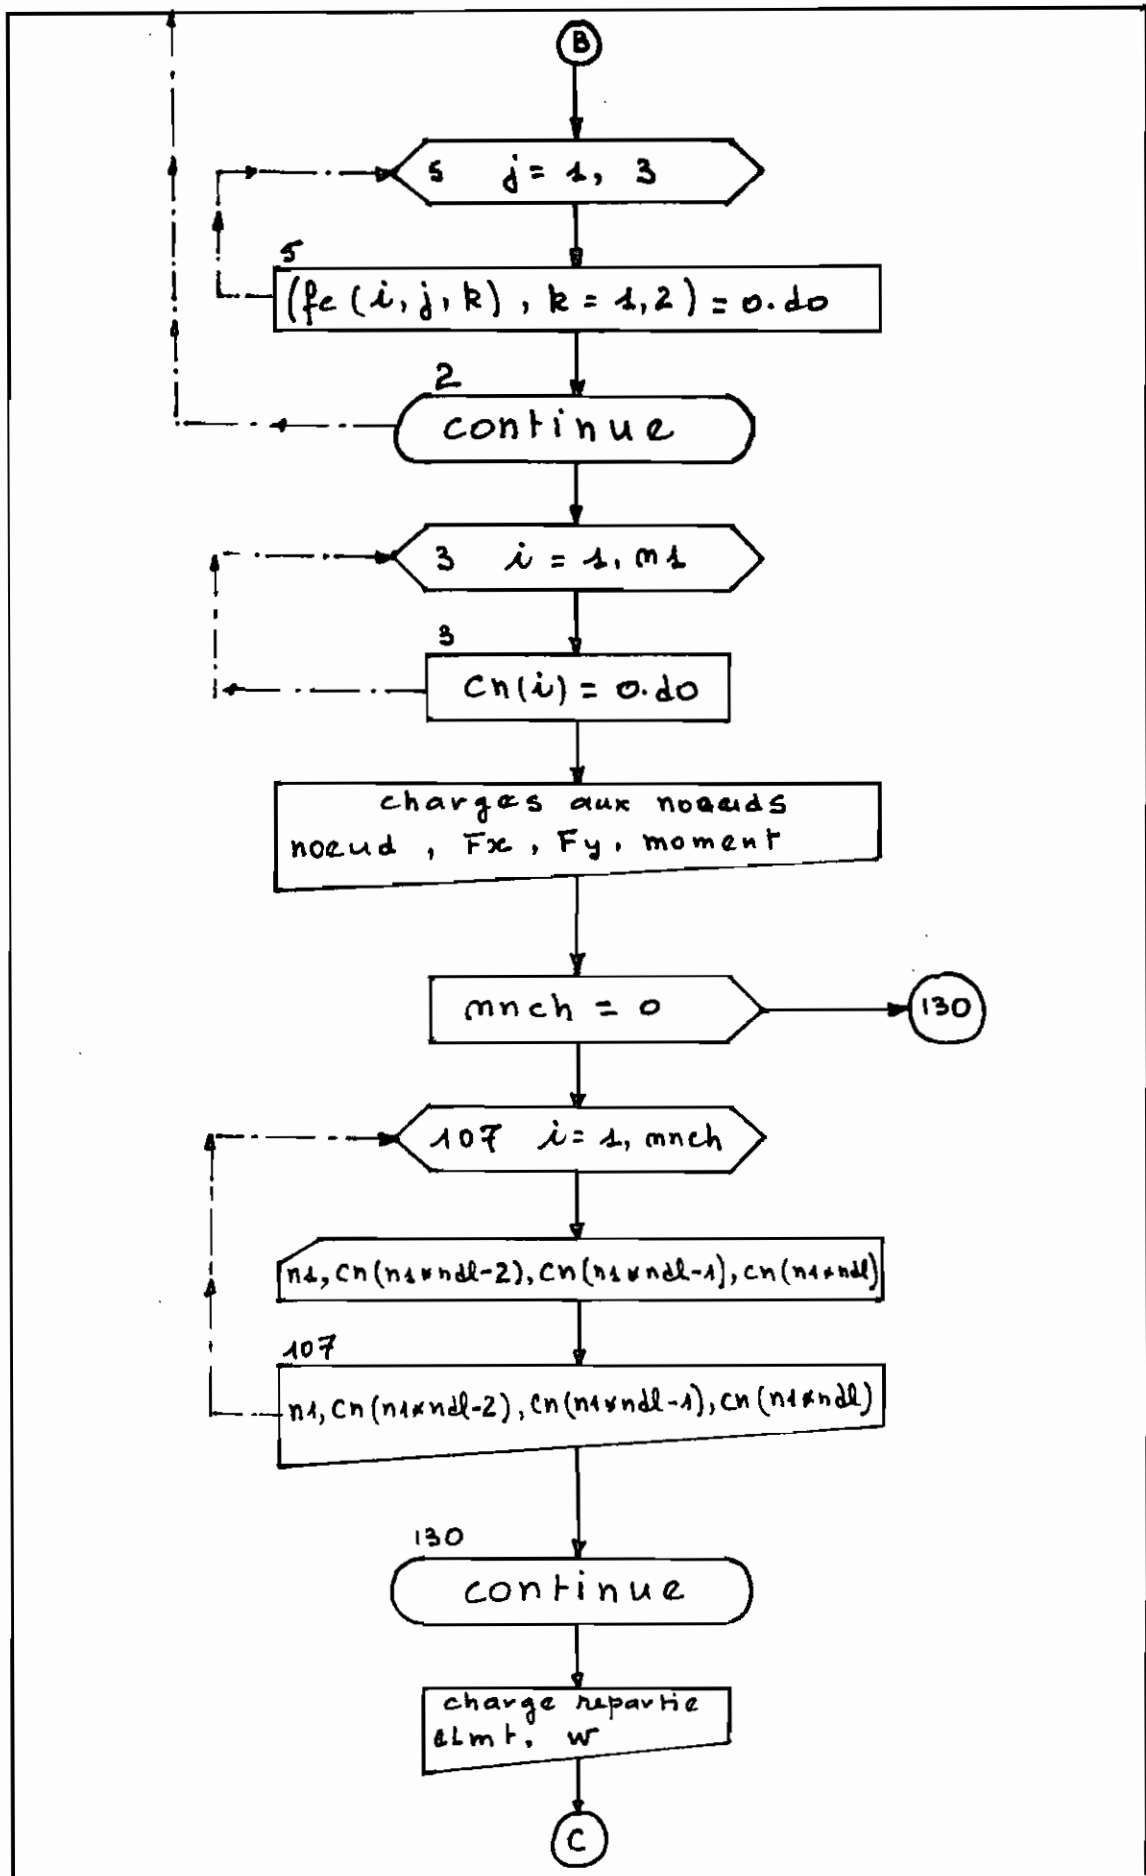 B
5 j = 1, 3
5
(fe (i, j, k), k = 1,2) = 0.do
2
continue
3 i = 1, m1
3
Cn(i) = 0.do
charges aux noeuds
noeud, Fx, Fy, moment
mnch = 0
130
107 i = 1, mnch
n1, Cn(n1*ndl-2), Cn(n1*ndl-1), Cn(n1*ndl)
107
n1, Cn(n1*ndl-2), Cn(n1*ndl-1), Cn(n1*ndl)
130
continue
charge repartie
elmt, w
C